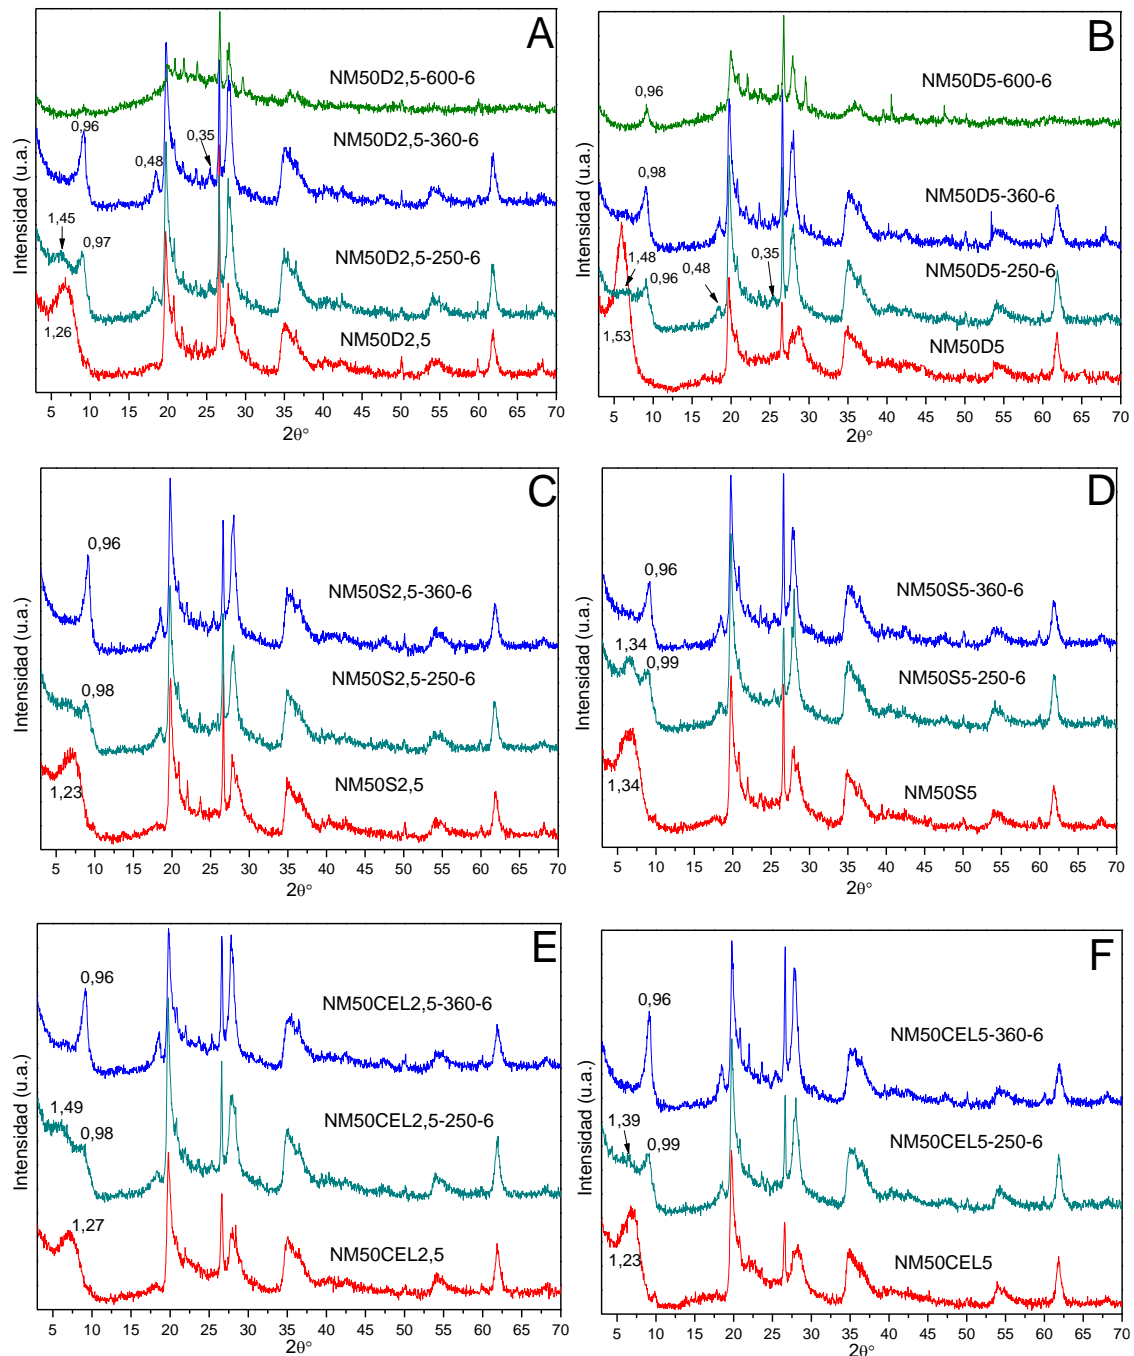 A
NM50D2,5-600-6
0,96
0,48
0,35
NM50D2,5-360-6
1,45
0,97
NM50D2,5-250-6
1,26
NM50D2,5
Intensidad (u.a.)
5 10 15 20 25 30 35 40 45 50 55 60 65 70
2θ°
B
NM50D5-600-6
0,96
0,98
NM50D5-360-6
1,48
0,96
0,48
0,35
NM50D5-250-6
1,53
NM50D5
Intensidad (u.a.)
5 10 15 20 25 30 35 40 45 50 55 60 65 70
2θ°
C
0,96
NM50S2,5-360-6
0,98
NM50S2,5-250-6
1,23
NM50S2,5
Intensidad (u.a.)
5 10 15 20 25 30 35 40 45 50 55 60 65 70
2θ°
D
0,96
NM50S5-360-6
1,34
0,99
NM50S5-250-6
1,34
NM50S5
Intensidad (u.a.)
5 10 15 20 25 30 35 40 45 50 55 60 65 70
2θ°
E
0,96
NM50CEL2,5-360-6
1,49
0,98
NM50CEL2,5-250-6
1,27
NM50CEL2,5
Intensidad (u.a.)
5 10 15 20 25 30 35 40 45 50 55 60 65 70
2θ°
F
0,96
NM50CEL5-360-6
1,39
0,99
NM50CEL5-250-6
1,23
NM50CEL5
Intensidad (u.a.)
5 10 15 20 25 30 35 40 45 50 55 60 65 70
2θ°